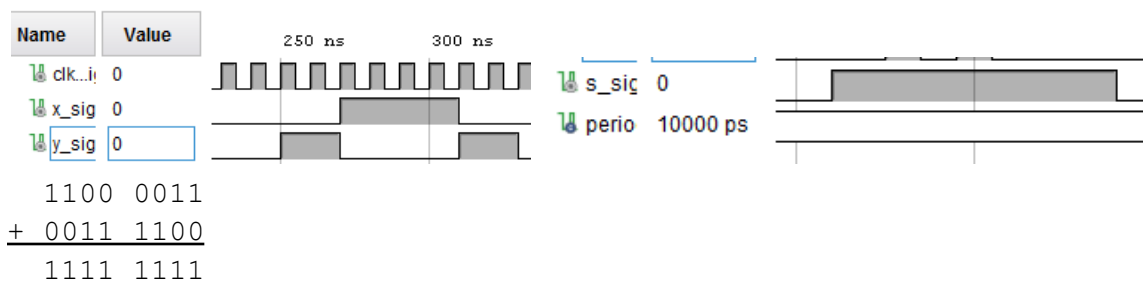 Name Value
250 ns 300 ns
clk...i 0
x_sig 0
y_sig 0
s_sig 0
perio 10000 ps
1100 0011
+ 0011 1100
1111 1111